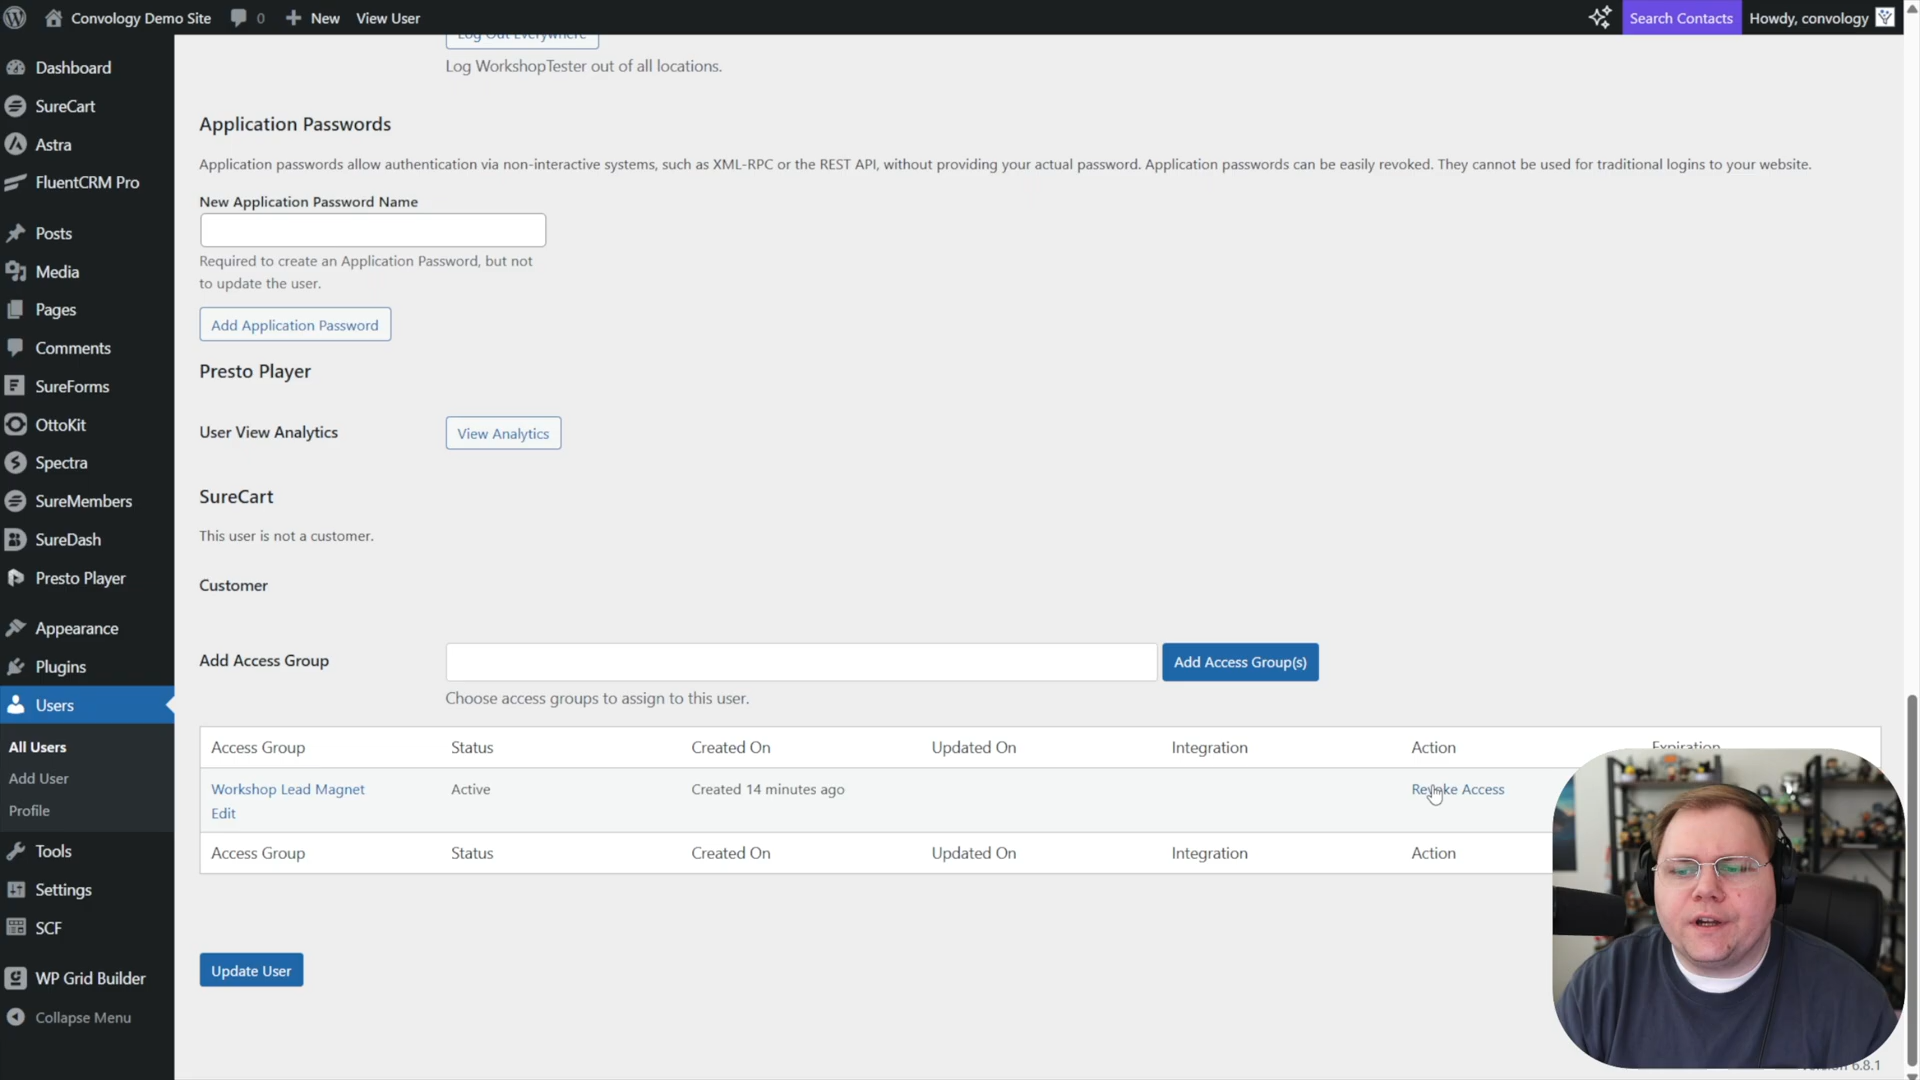 Convology Demo Site
0
New
View User
Search Contacts
Howdy, convology
Dashboard
SureCart
Astra
FluentCRM Pro
Posts
Media
Pages
Comments
SureForms
OttoKit
Spectra
SureMembers
SureDash
Presto Player
Appearance
Plugins
Users
All Users
Add User
Profile
Tools
Settings
SCF
WP Grid Builder
Collapse Menu
Log Out Everywhere
Log WorkshopTester out of all locations.
Application Passwords
Application passwords allow authentication via non-interactive systems, such as XML-RPC or the REST API, without providing your actual password. Application passwords can be easily revoked. They cannot be used for traditional logins to your website.
New Application Password Name
Required to create an Application Password, but not
to update the user.
Add Application Password
Presto Player
User View Analytics
View Analytics
SureCart
This user is not a customer.
Customer
Add Access Group
Add Access Group(s)
Choose access groups to assign to this user.
Access Group Status Created On Updated On Integration Action Expiration
Workshop Lead Magnet Active Created 14 minutes ago Revoke Access
Edit
Access Group Status Created On Updated On Integration Action
Update User
6.8.1